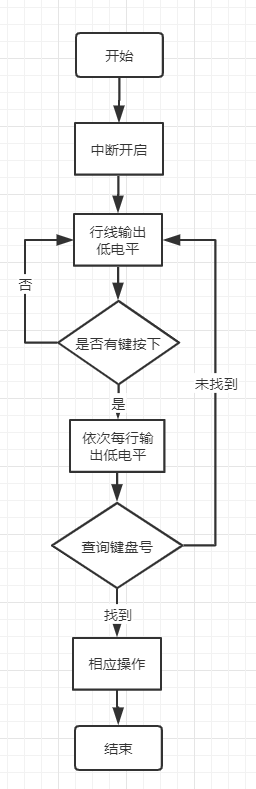 开始
中断开启
行线输出
低电平
否
是否有键按下
未找到
是
依次每行输
出低电平
查询键盘号
找到
相应操作
结束